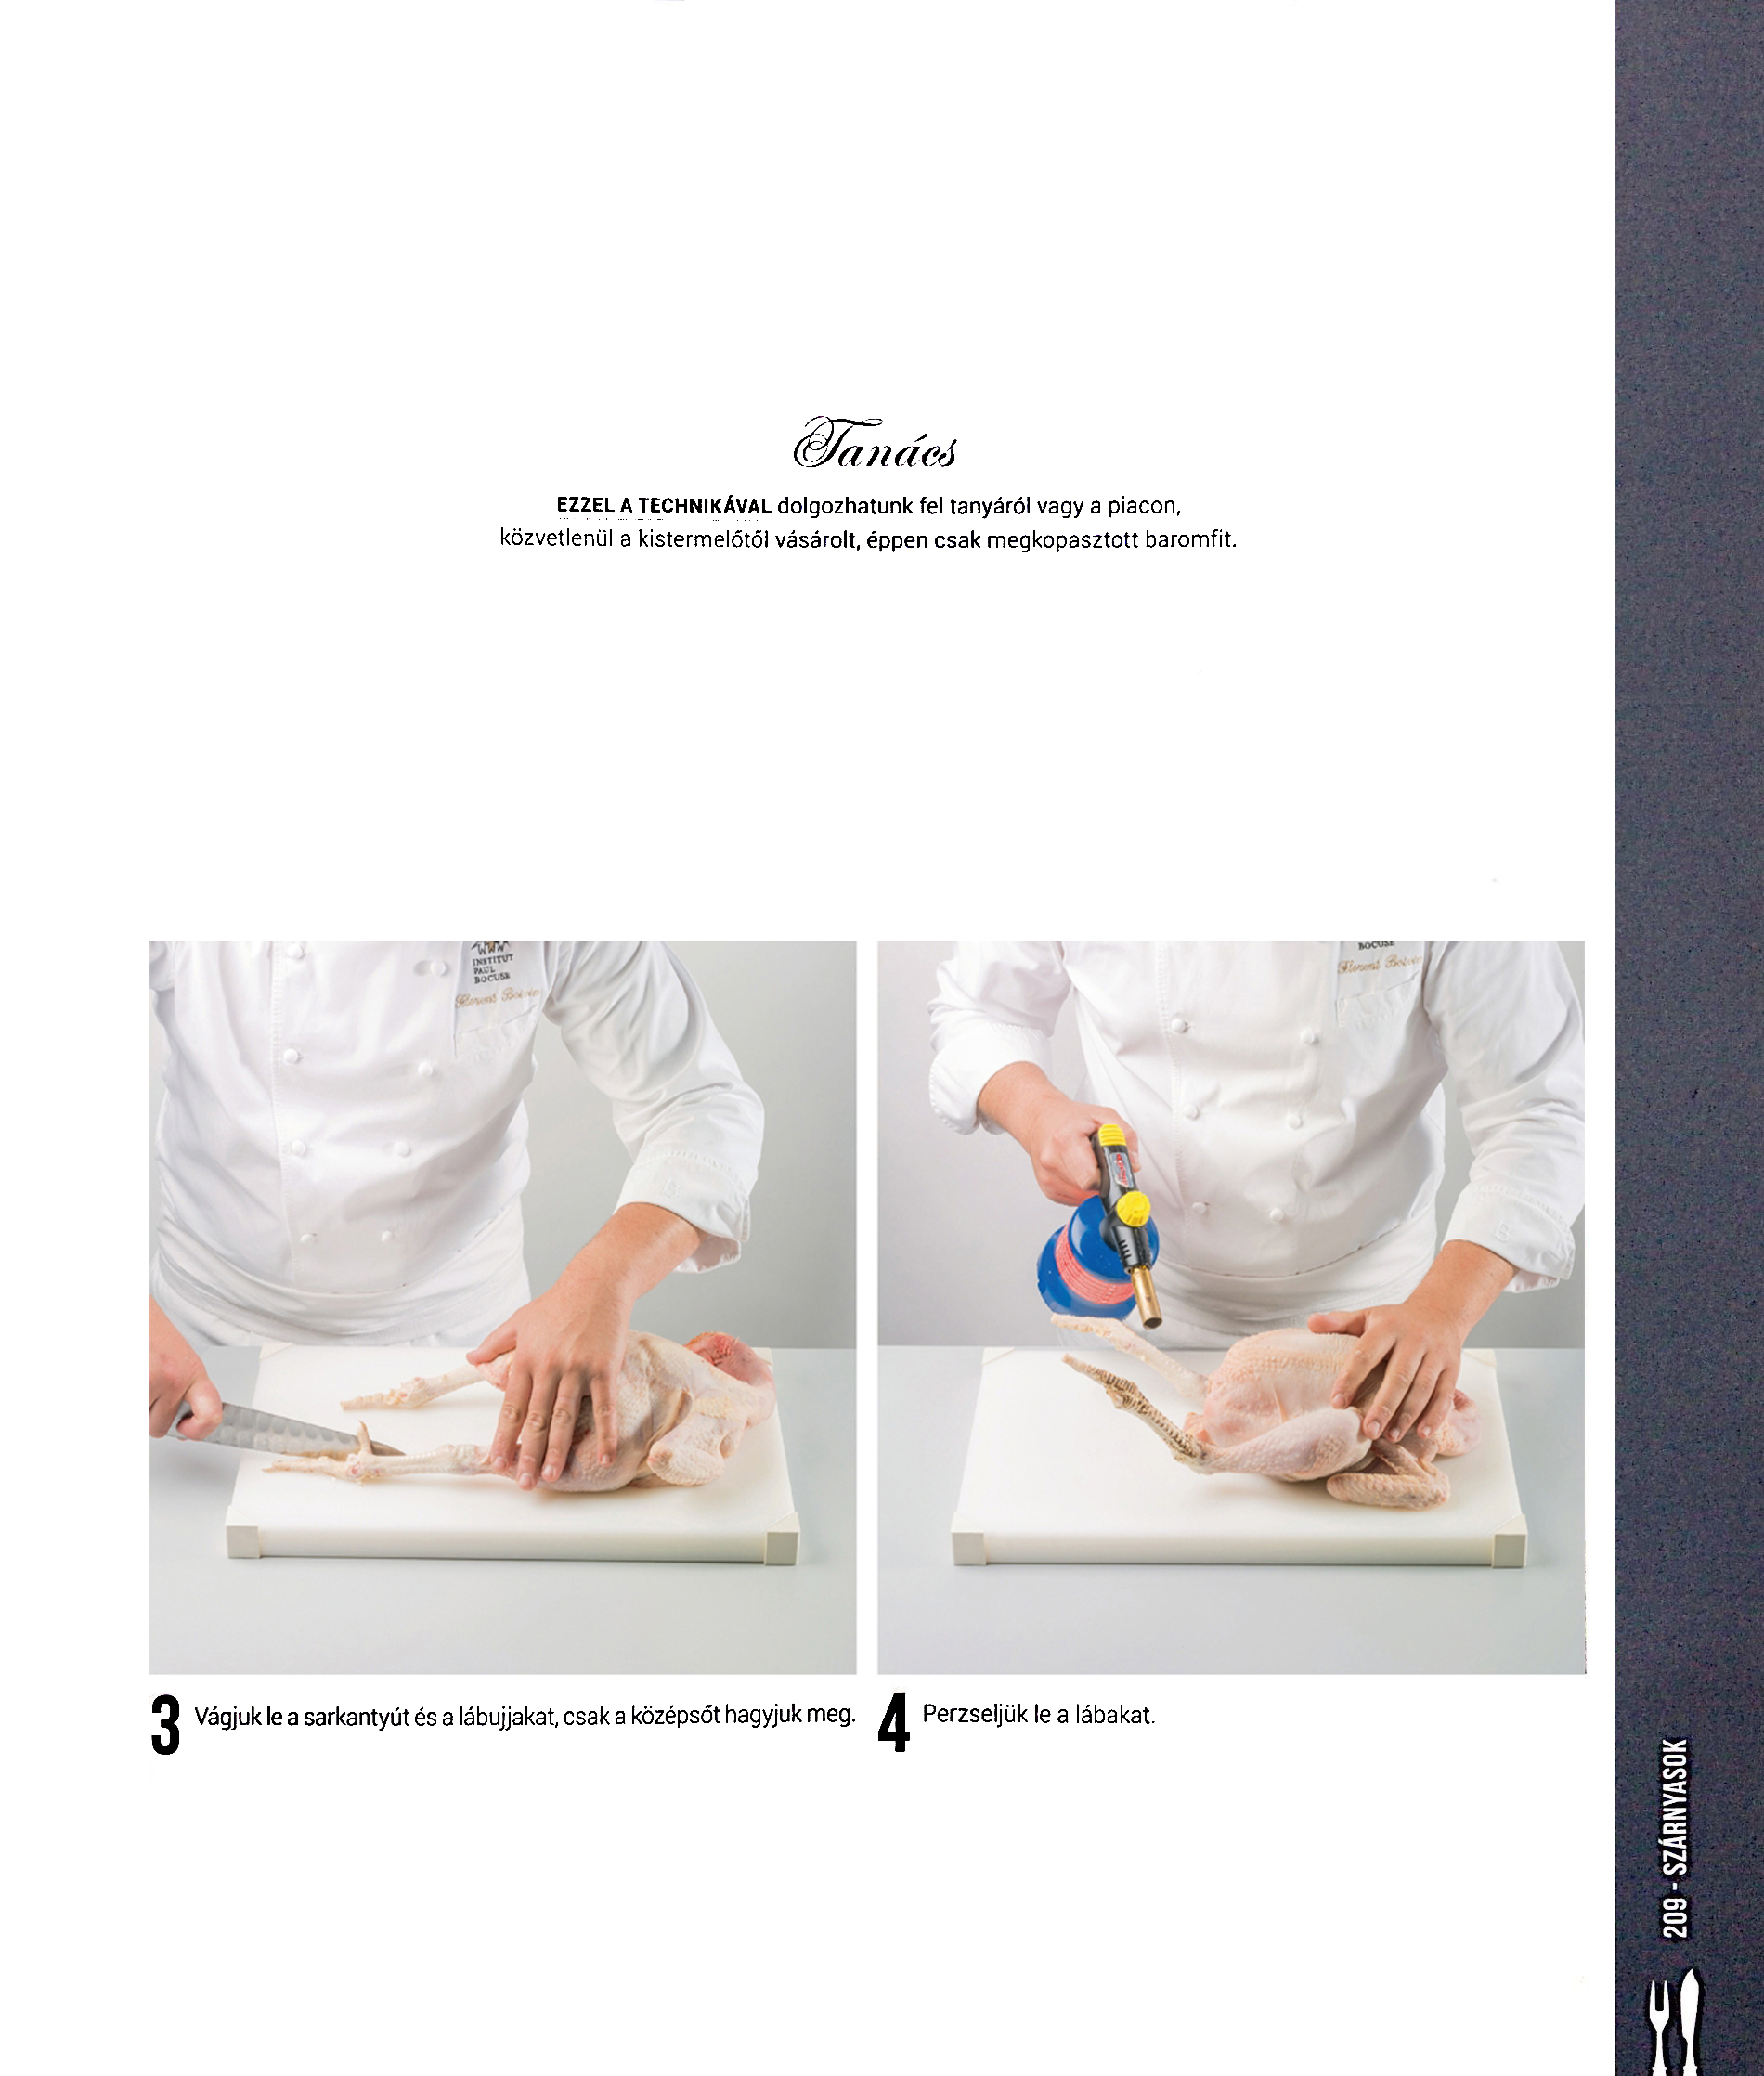 Tanács
EZZEL A TECHNIKÁVAL dolgozhatunk fel tanyáról vagy a piacon,
közvetlenül a kistermelőtől vásárolt, éppen csak megkopasztott baromfit.
INSTITUT
PAUL
BOCUSE
BOCUSE
3 Vágjuk le a sarkantyút és a lábujjakat, csak a középsőt hagyjuk meg.
4 Perzseljük le a lábakat.
209 - SZÁRNYASOK